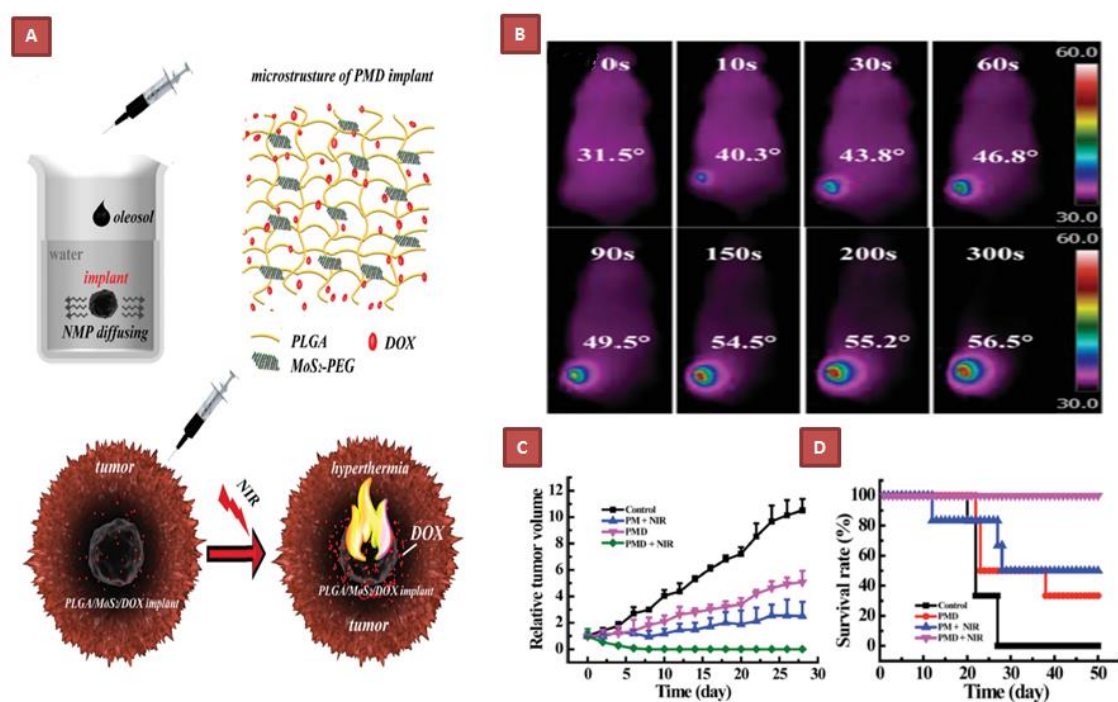 A
microstrusture of PMD implant
oleosol
water
implant
NMP diffusing
PLGA
DOX
MoS₂-PEG
tumor
NIR
hyperthermia
DOX
PLGA/MoS₂/DOX implant
PLGA/MoS₂/DOX implant
tumor
B
0s 10s 30s 60s
31.5° 40.3° 43.8° 46.8°
60.0
30.0
90s 150s 200s 300s
49.5° 54.5° 55.2° 56.5°
60.0
30.0
C
Relative tumor volume
12
10
8
6
4
2
0
Control
PM + NIR
PMD
PMD + NIR
0 5 10 15 20 25 30
Time (day)
D
Survival rate (%)
100
80
60
40
20
0
Control
PMD
PM + NIR
PMD + NIR
0 10 20 30 40 50
Time (day)